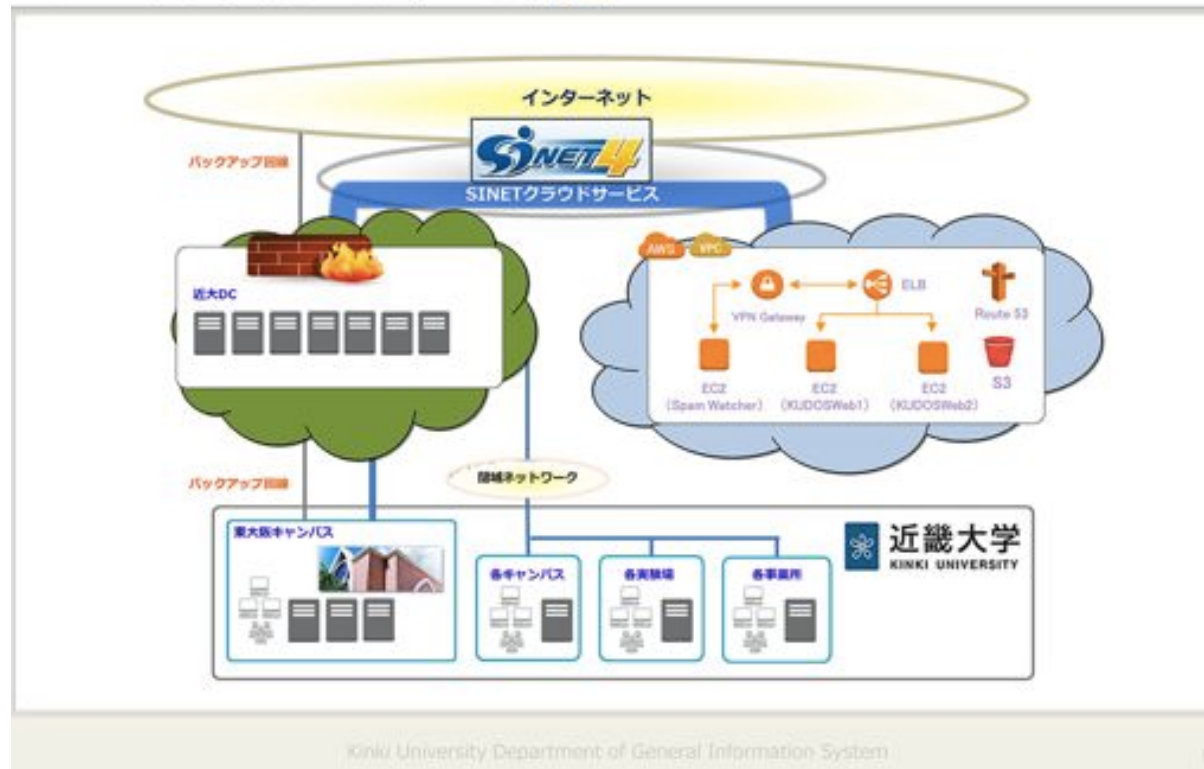 インターネット
SINET4
SINETクラウドサービス
バックアップ回線
近大DC
AWS
VPC
VPN Gateway
ELB
Route 53
EC2
(Spam Watcher)
EC2
(KUDOSWeb1)
EC2
(KUDOSWeb2)
S3
バックアップ回線
閉域ネットワーク
東大阪キャンパス
各キャンパス
各実験場
各事業所
近畿大学
KINKI UNIVERSITY
Kinki University Department of General Information System